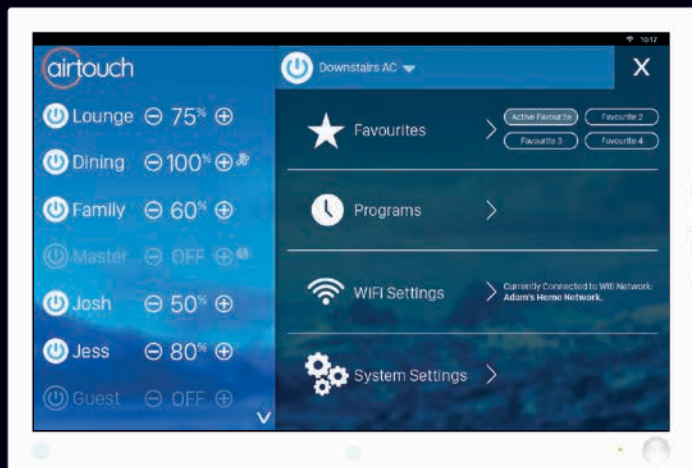 10:17
airtouch
Downstairs AC
X
Lounge 75%
Dining 100%
Family 60%
Master OFF
Josh 50%
Jess 80%
Guest OFF
Favourites
Active Favourite
Favourite 2
Favourite 3
Favourite 4
Programs
WiFi Settings
Currently Connected to Wifi Network:
Adam's Home Network.
System Settings